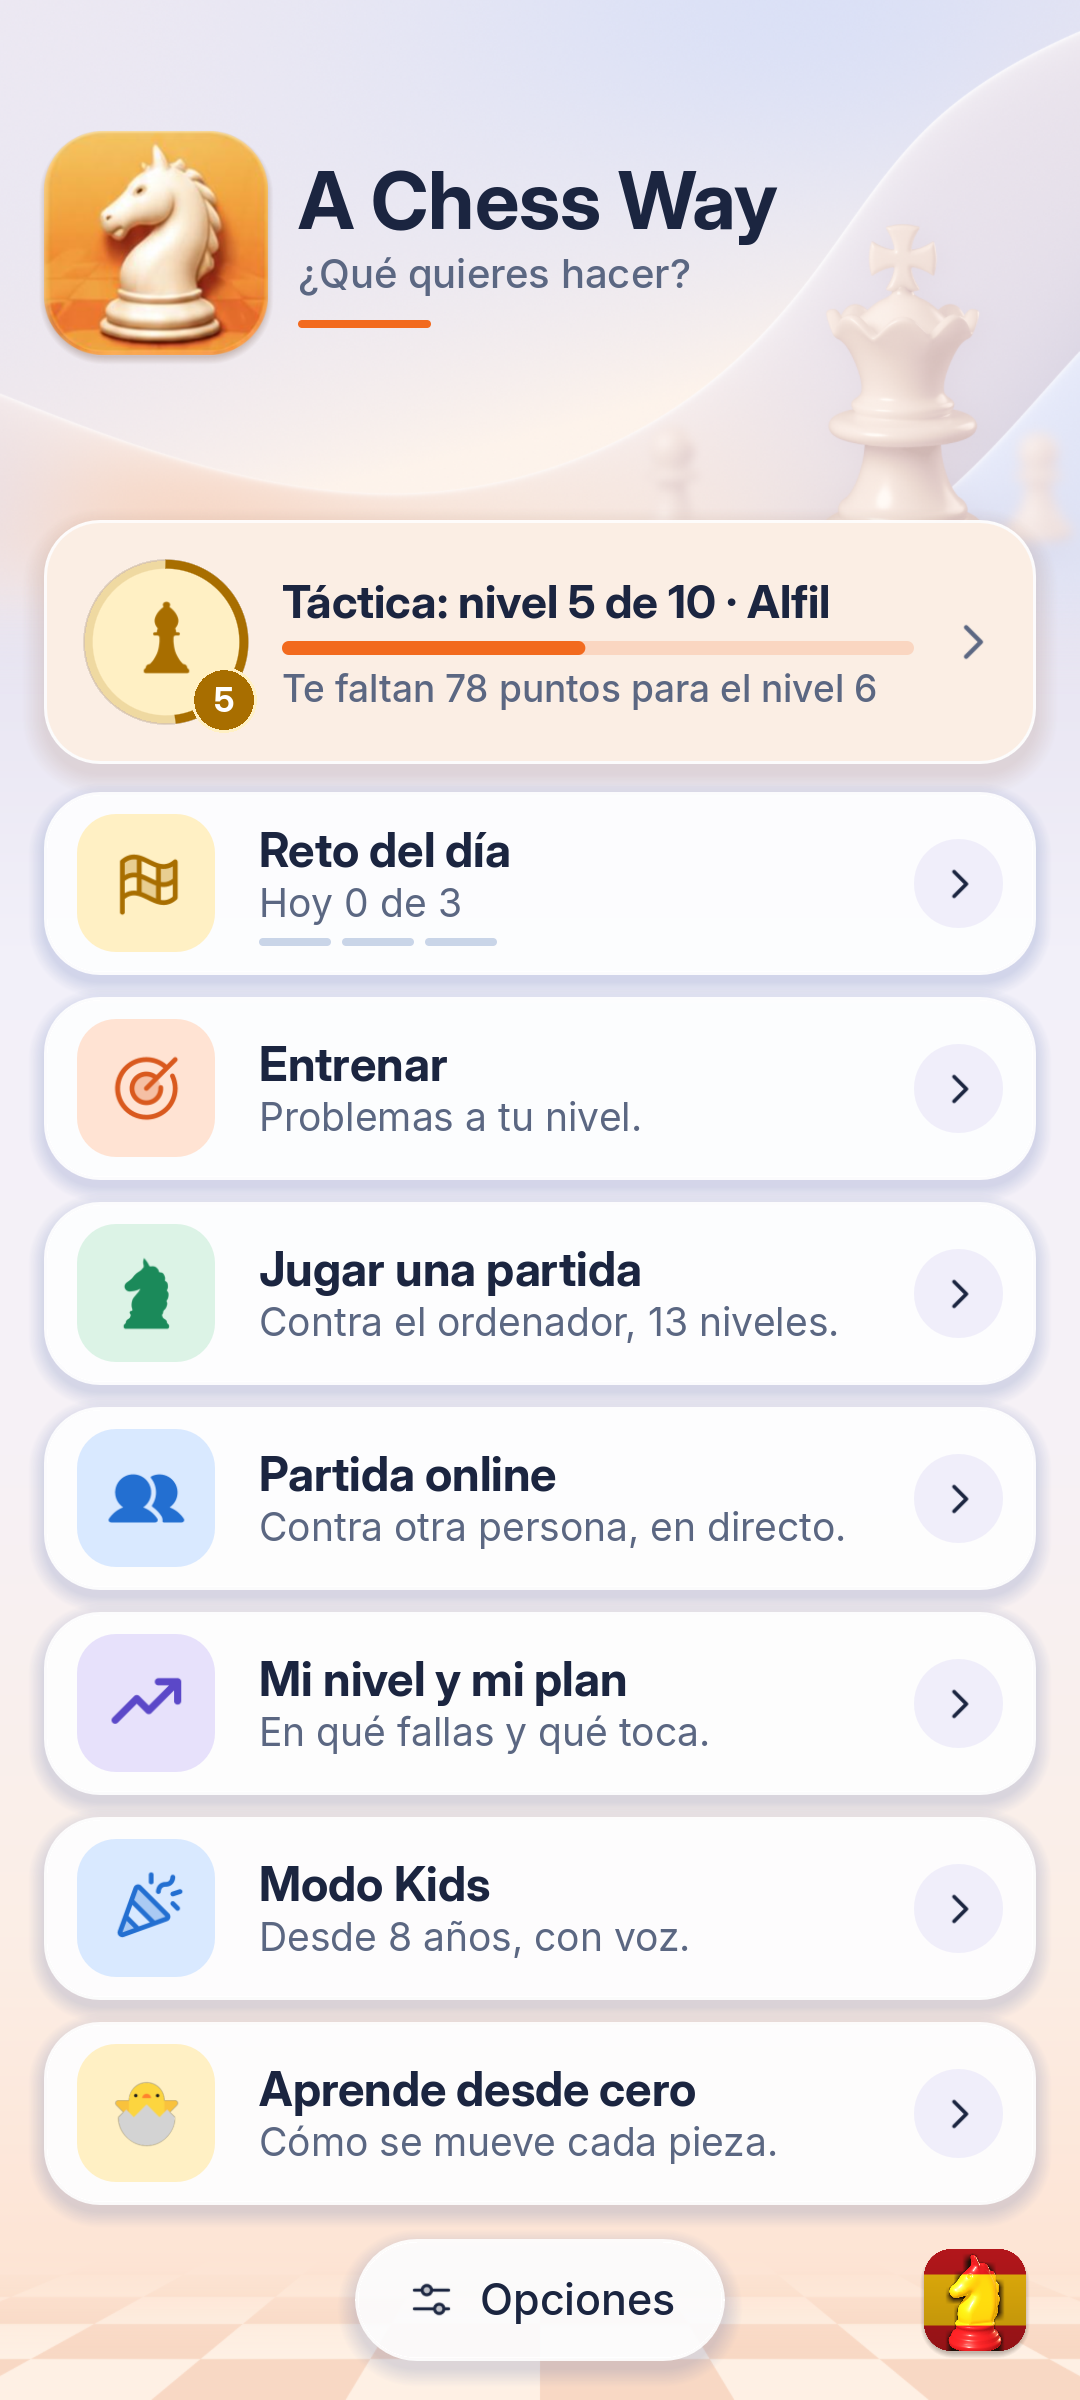 A Chess Way
¿Qué quieres hacer?
Táctica: nivel 5 de 10 · Alfil
5
Te faltan 78 puntos para el nivel 6
Reto del día
Hoy 0 de 3
Entrenar
Problemas a tu nivel.
Jugar una partida
Contra el ordenador, 13 niveles.
Partida online
Contra otra persona, en directo.
Mi nivel y mi plan
En qué fallas y qué toca.
Modo Kids
Desde 8 años, con voz.
Aprende desde cero
Cómo se mueve cada pieza.
Opciones